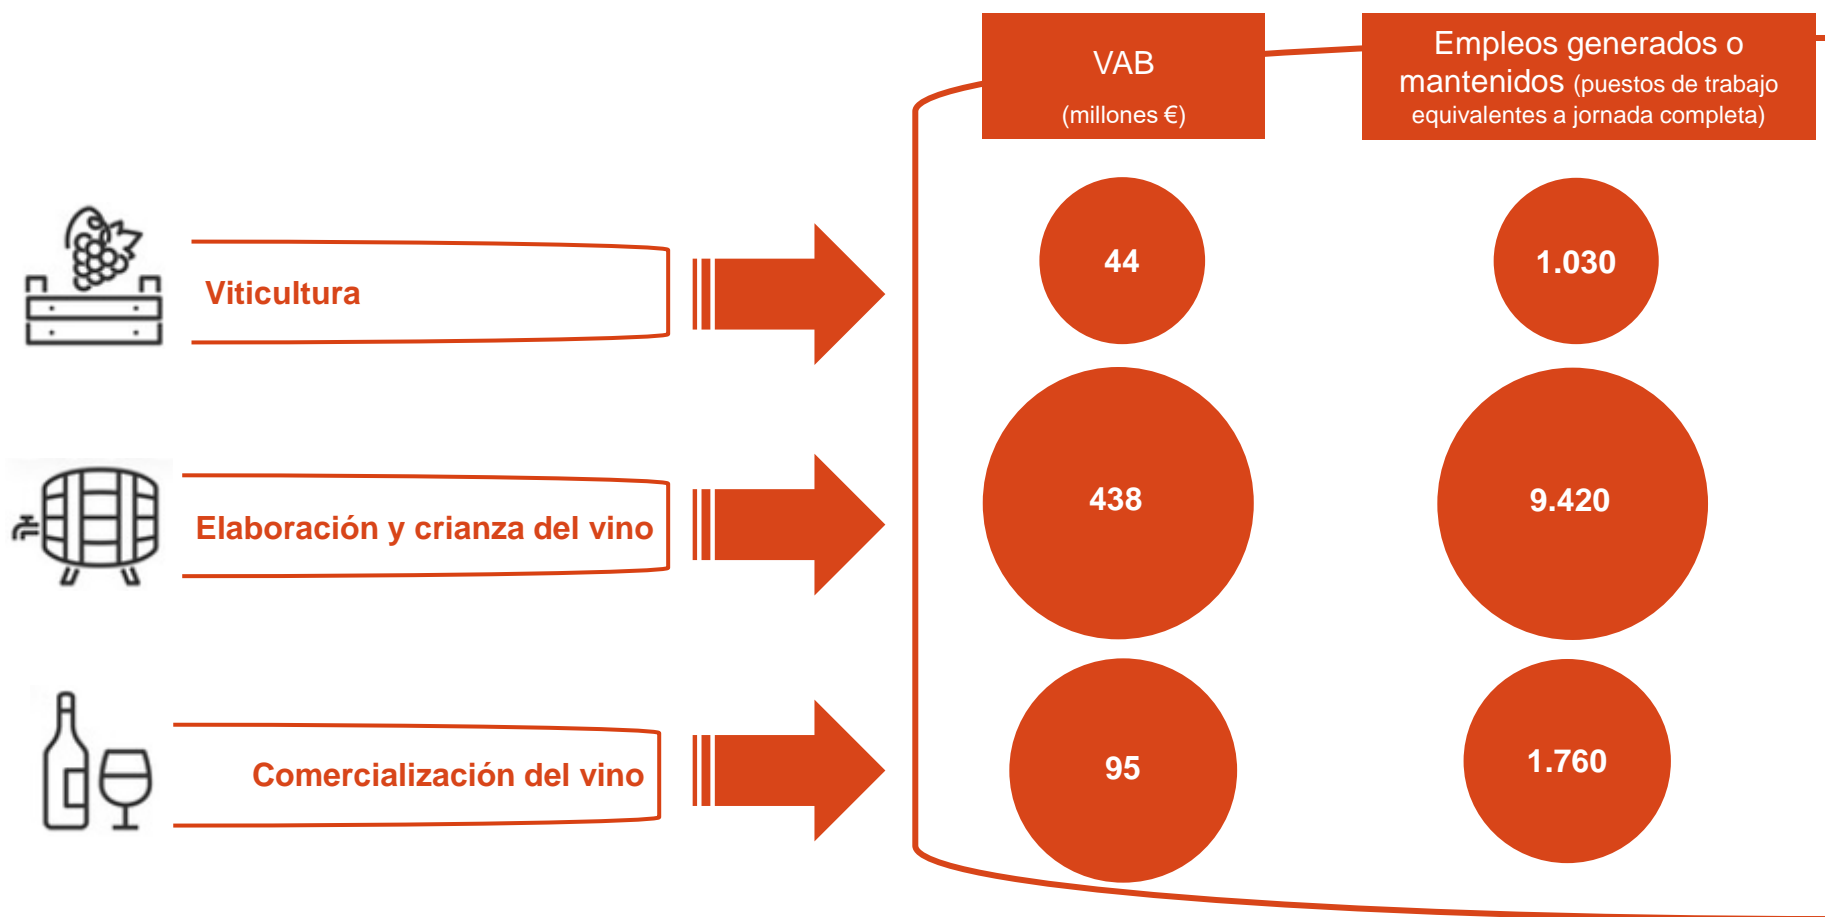 VAB
(millones €)
Empleos generados o
mantenidos (puestos de trabajo
equivalentes a jornada completa)
Viticultura
44
1.030
Elaboración y crianza del vino
438
9.420
Comercialización del vino
95
1.760